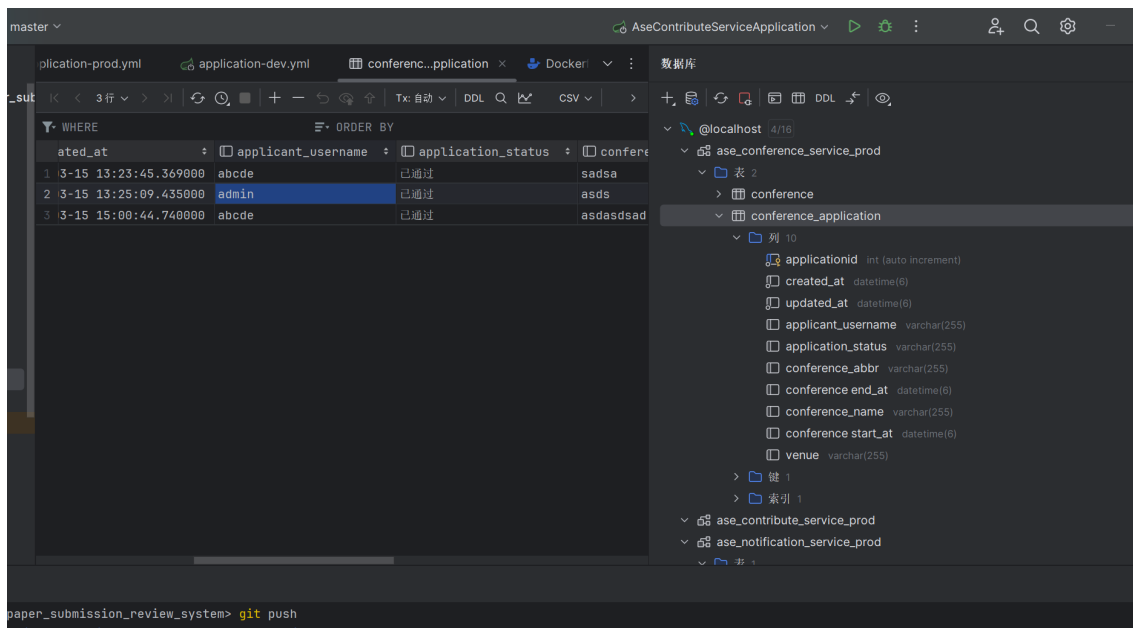 master
AseContributeServiceApplication
plication-prod.yml application-dev.yml conferenc...pplication Docker
数据库
_sub
3行 Tx: 自动 DDL CSV
DDL
WHERE ORDER BY
@localhost 4/16
ated_at applicant_username application_status confere
ase_conference_service_prod
1 3-15 13:23:45.369000 abcde 已通过 sadsa
表 2
2 3-15 13:25:09.435000 admin 已通过 asds
conference
3 3-15 15:00:44.740000 abcde 已通过 asdasdsad
conference_application
列 10
applicationid int (auto increment)
created_at datetime(6)
updated_at datetime(6)
applicant_username varchar(255)
application_status varchar(255)
conference_abbr varchar(255)
conference end_at datetime(6)
conference_name varchar(255)
conference start_at datetime(6)
venue varchar(255)
键 1
索引 1
ase_contribute_service_prod
ase_notification_service_prod
表 1
paper_submission_review_system> git push